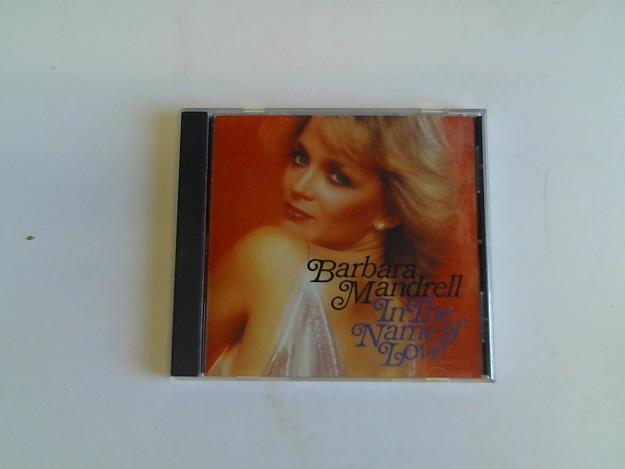 Barbara
Mandrell
In The
Name of
Love